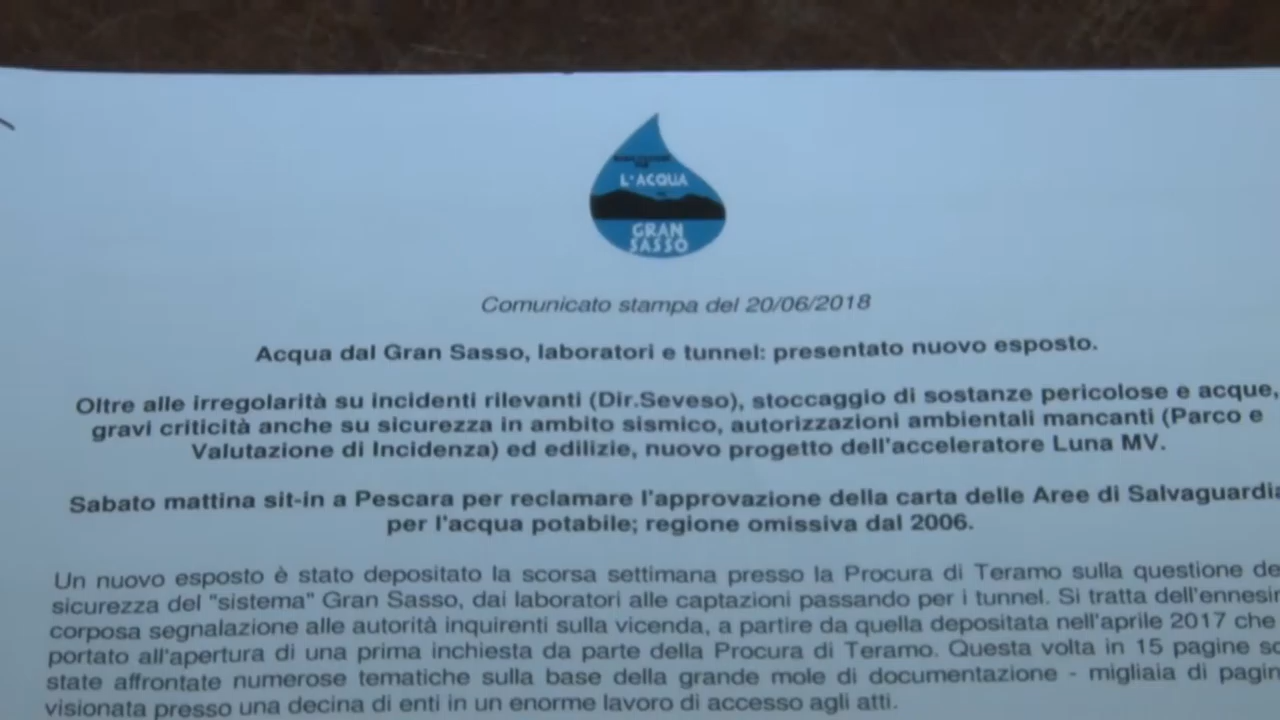 L'ACQUA
GRAN
SASSO
Comunicato stampa del 20/06/2018
Acqua dal Gran Sasso, laboratori e tunnel: presentato nuovo esposto.
Oltre alle irregolarità su incidenti rilevanti (Dir.Seveso), stoccaggio di sostanze pericolose e acque,
gravi criticità anche su sicurezza in ambito sismico, autorizzazioni ambientali mancanti (Parco e
Valutazione di Incidenza) ed edilizie, nuovo progetto dell'acceleratore Luna MV.
Sabato mattina sit-in a Pescara per reclamare l'approvazione della carta delle Aree di Salvaguardia
per l'acqua potabile; regione omissiva dal 2006.
Un nuovo esposto è stato depositato la scorsa settimana presso la Procura di Teramo sulla questione de
sicurezza del "sistema" Gran Sasso, dai laboratori alle captazioni passando per i tunnel. Si tratta dell'ennesi
corposa segnalazione alle autorità inquirenti sulla vicenda, a partire da quella depositata nell'aprile 2017 che
portato all'apertura di una prima inchiesta da parte della Procura di Teramo. Questa volta in 15 pagine so
state affrontate numerose tematiche sulla base della grande mole di documentazione - migliaia di pagin
visionata presso una decina di enti in un enorme lavoro di accesso agli atti.